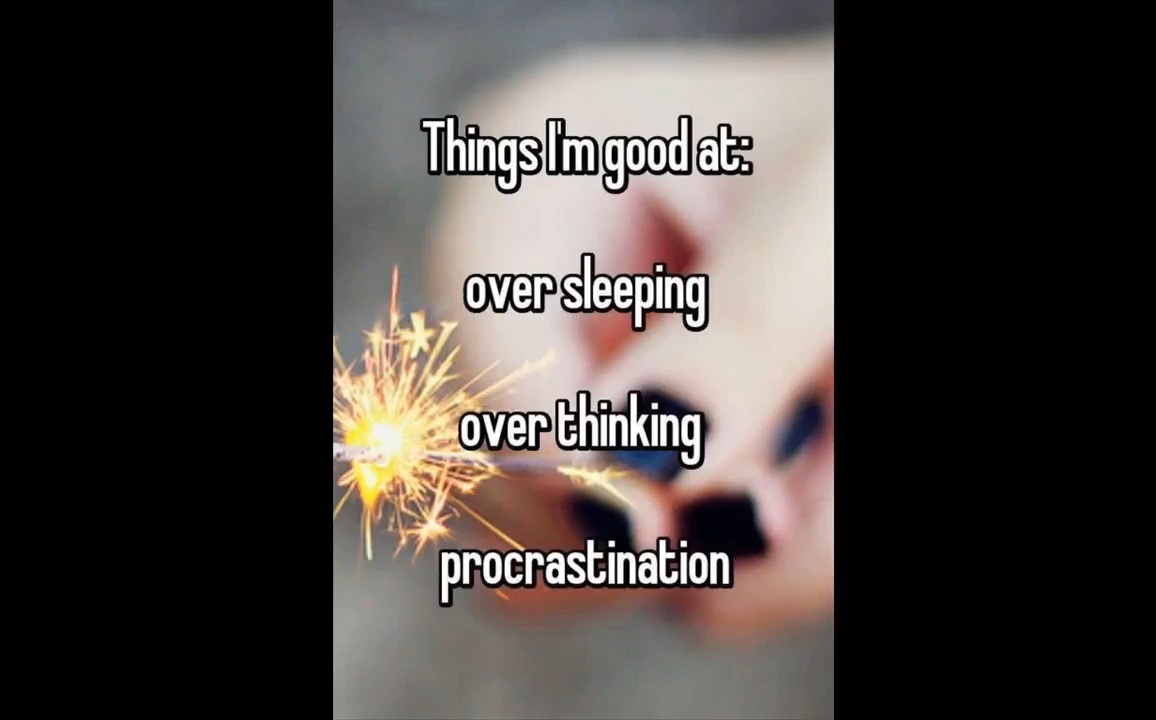 Things I'm good at:
over sleeping
over thinking
procrastination